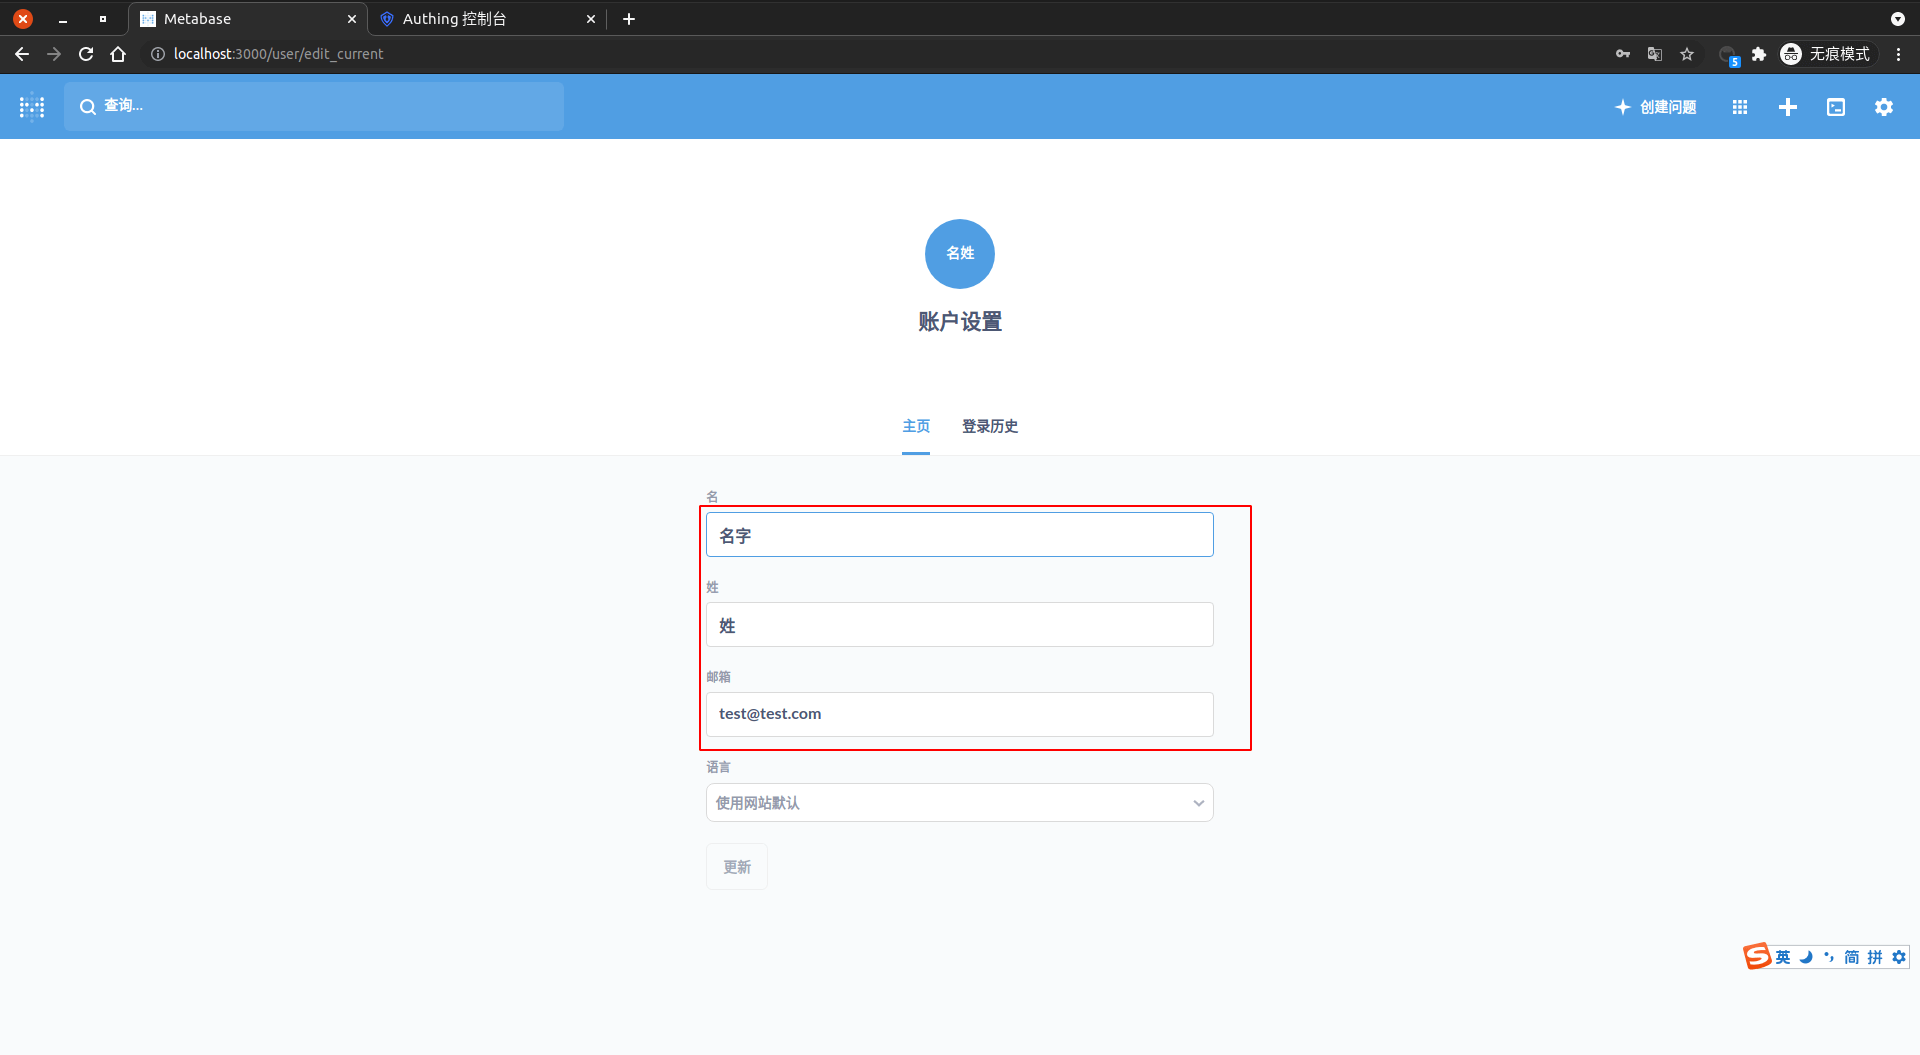 Metabase
Authing 控制台
localhost:3000/user/edit_current
5
无痕模式
查询...
创建问题
名姓
账户设置
主页
登录历史
名
名字
姓
姓
邮箱
test@test.com
语言
使用网站默认
更新
英 简 拼